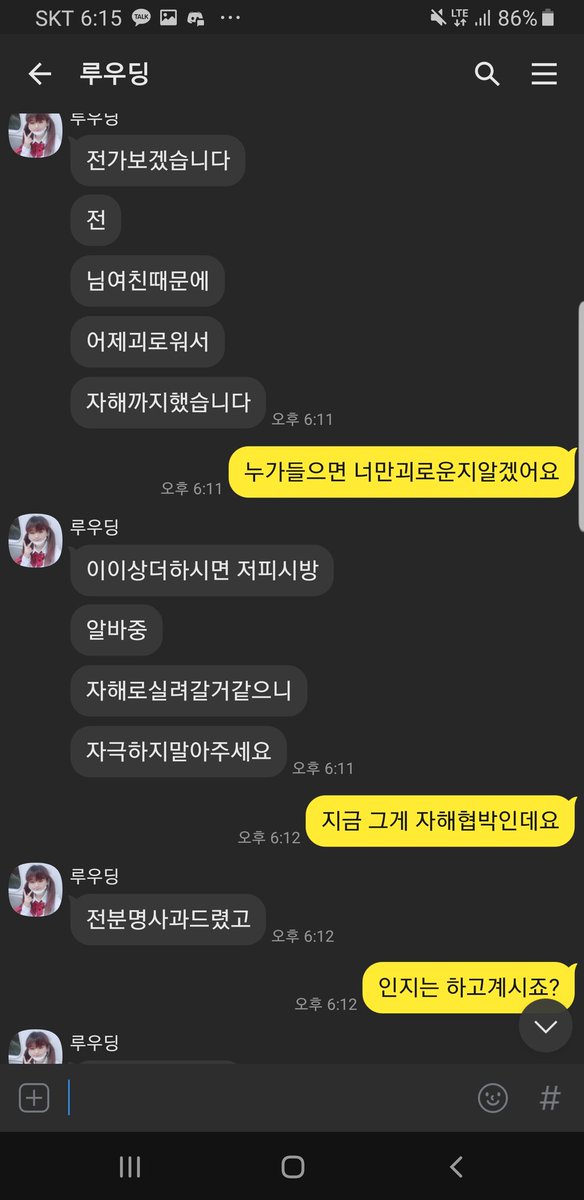 SKT 6:15 TALK LTE 86%
루우딩
루우딩
전가보겠습니다
전
님여친때문에
어제괴로워서
자해까지했습니다
오후 6:11
누가들으면 너만괴로운지알겠어요
오후 6:11
루우딩
이이상더하시면 저피시방
알바중
자해로실려갈거같으니
자극하지말아주세요
오후 6:11
지금 그게 자해협박인데요
오후 6:12
루우딩
전분명사과드렸고
오후 6:12
인지는 하고계시죠?
오후 6:12
루우딩
#